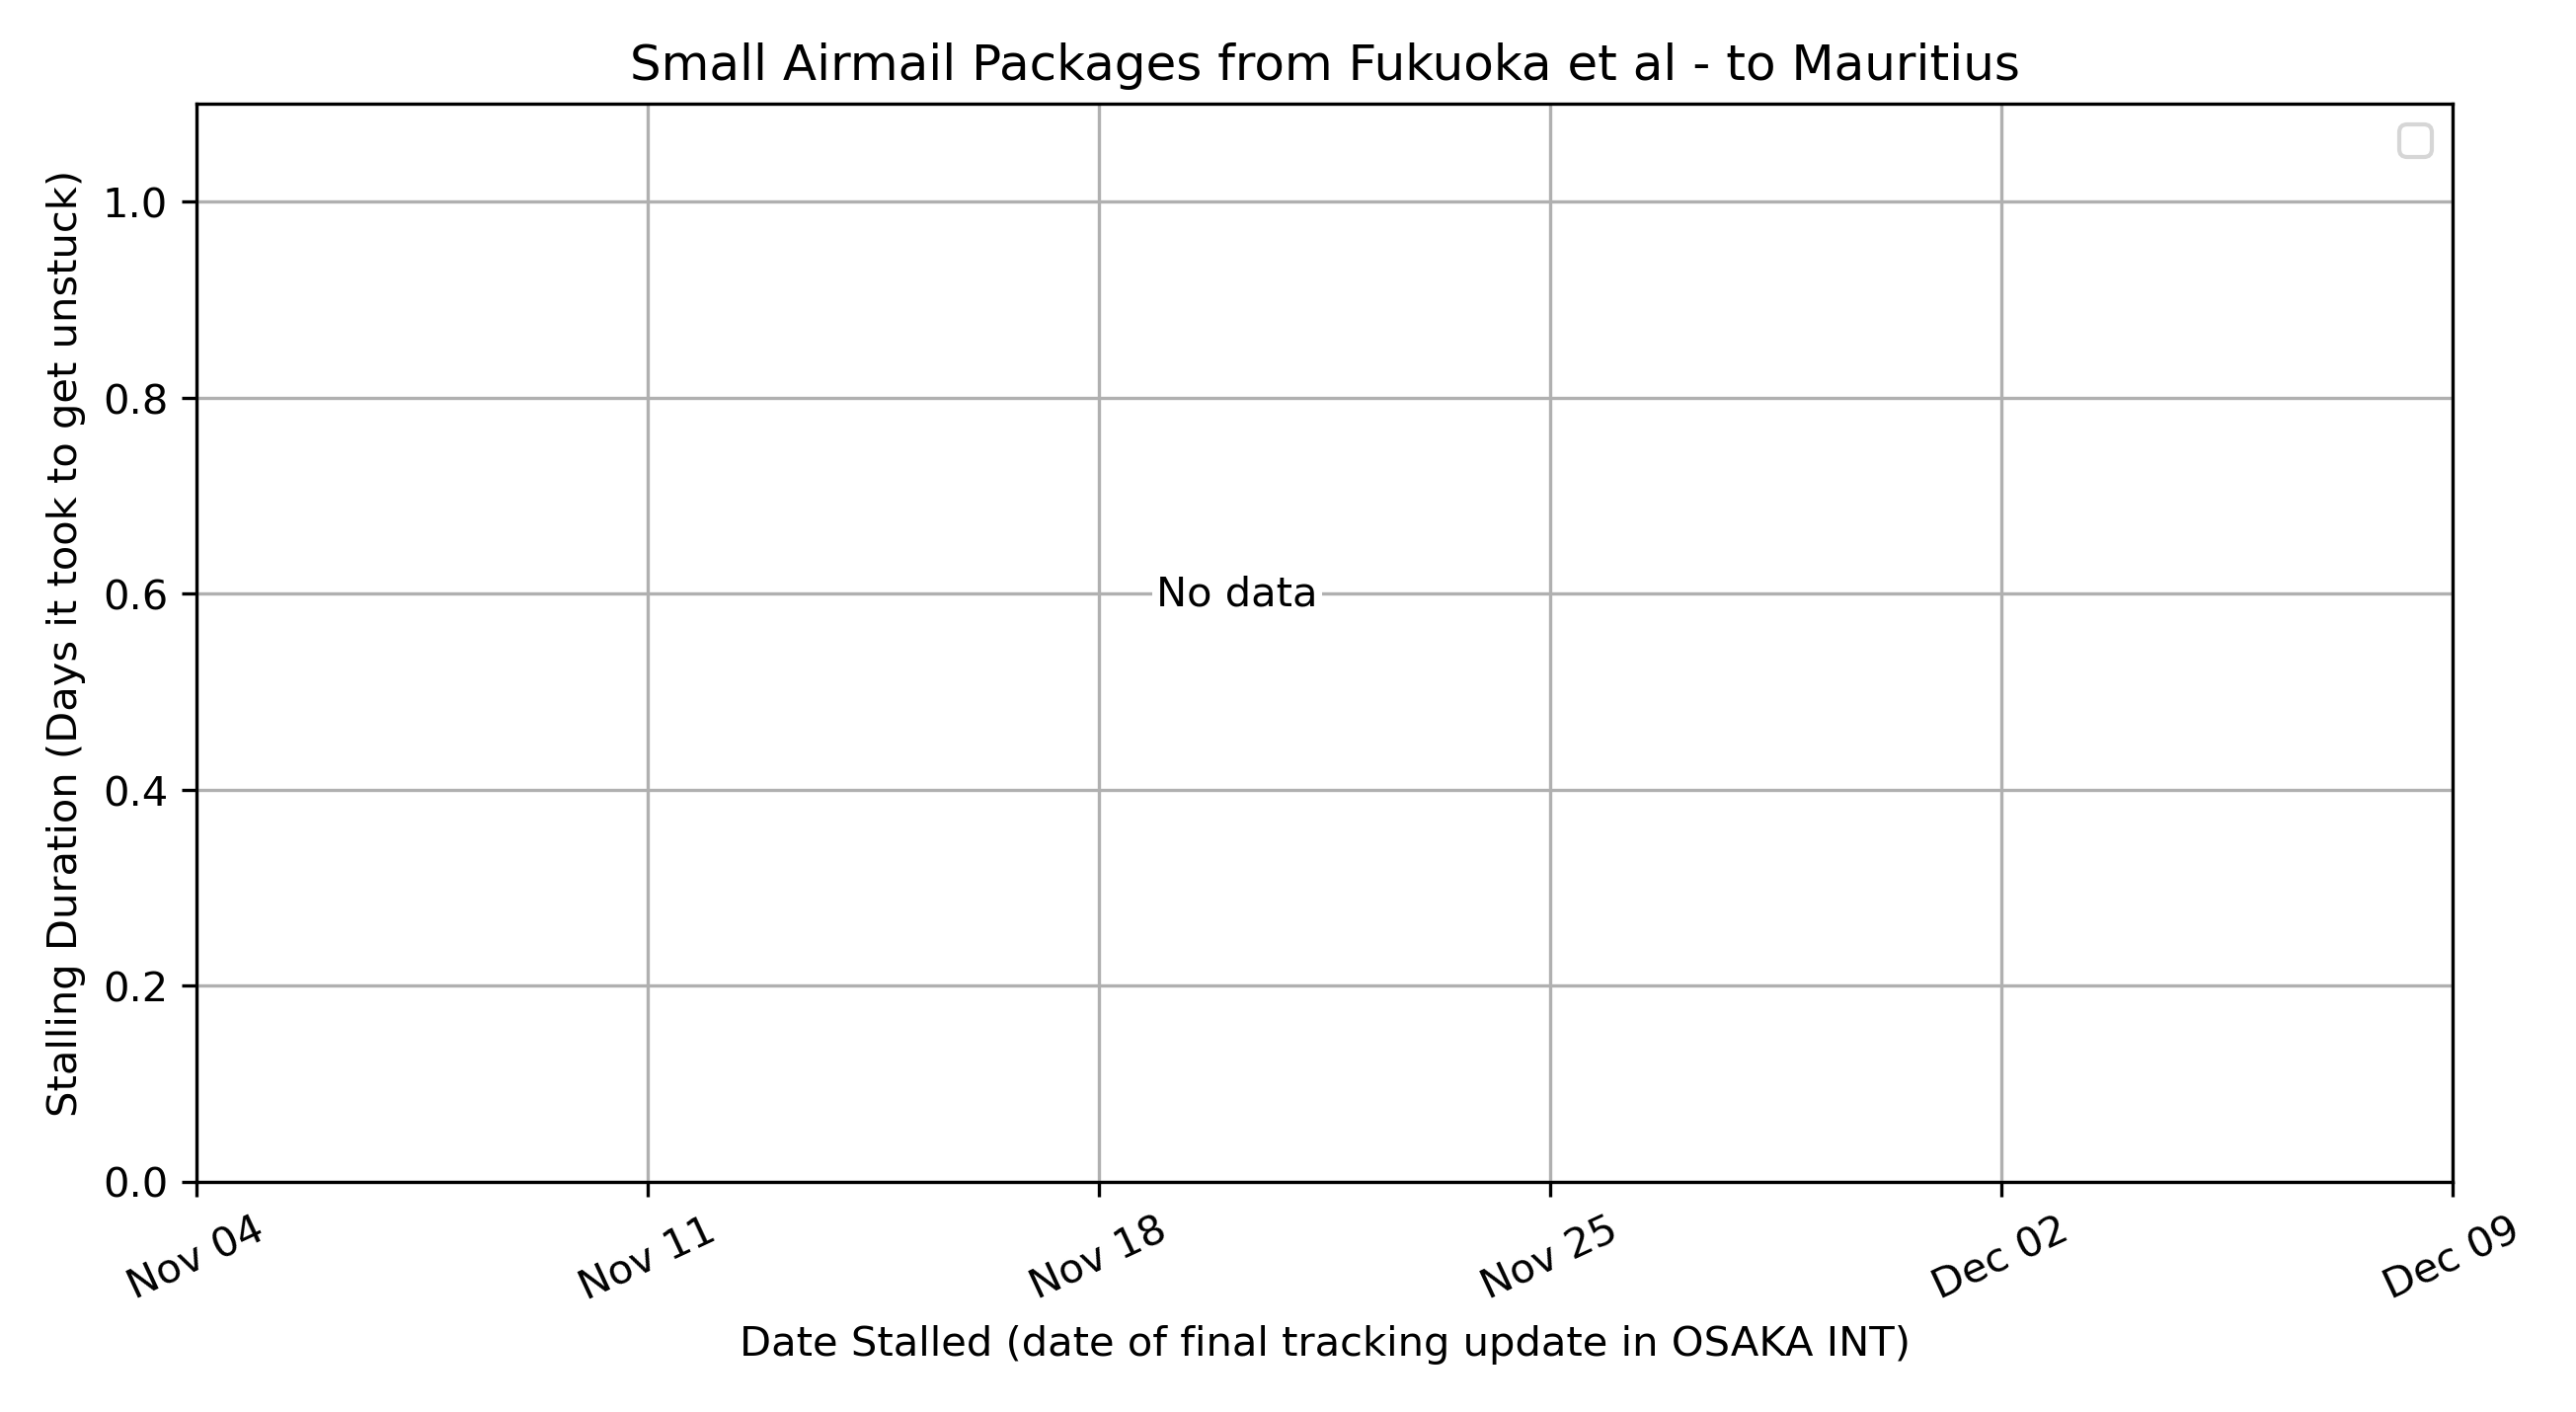 Small Airmail Packages from Fukuoka et al - to Mauritius
Stalling Duration (Days it took to get unstuck)
1.0
0.8
0.6
0.4
0.2
0.0
No data
Nov 04
Nov 11
Nov 18
Nov 25
Dec 02
Dec 09
Date Stalled (date of final tracking update in OSAKA INT)